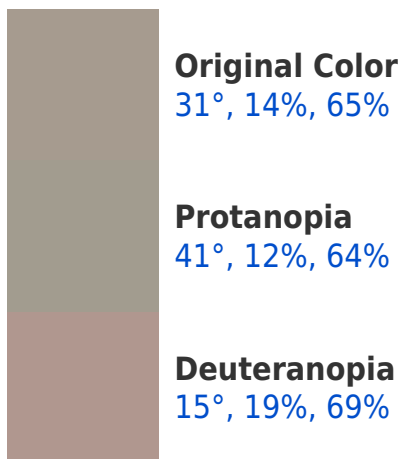 Original Color
31°, 14%, 65%
Protanopia
41°, 12%, 64%
Deuteranopia
15°, 19%, 69%